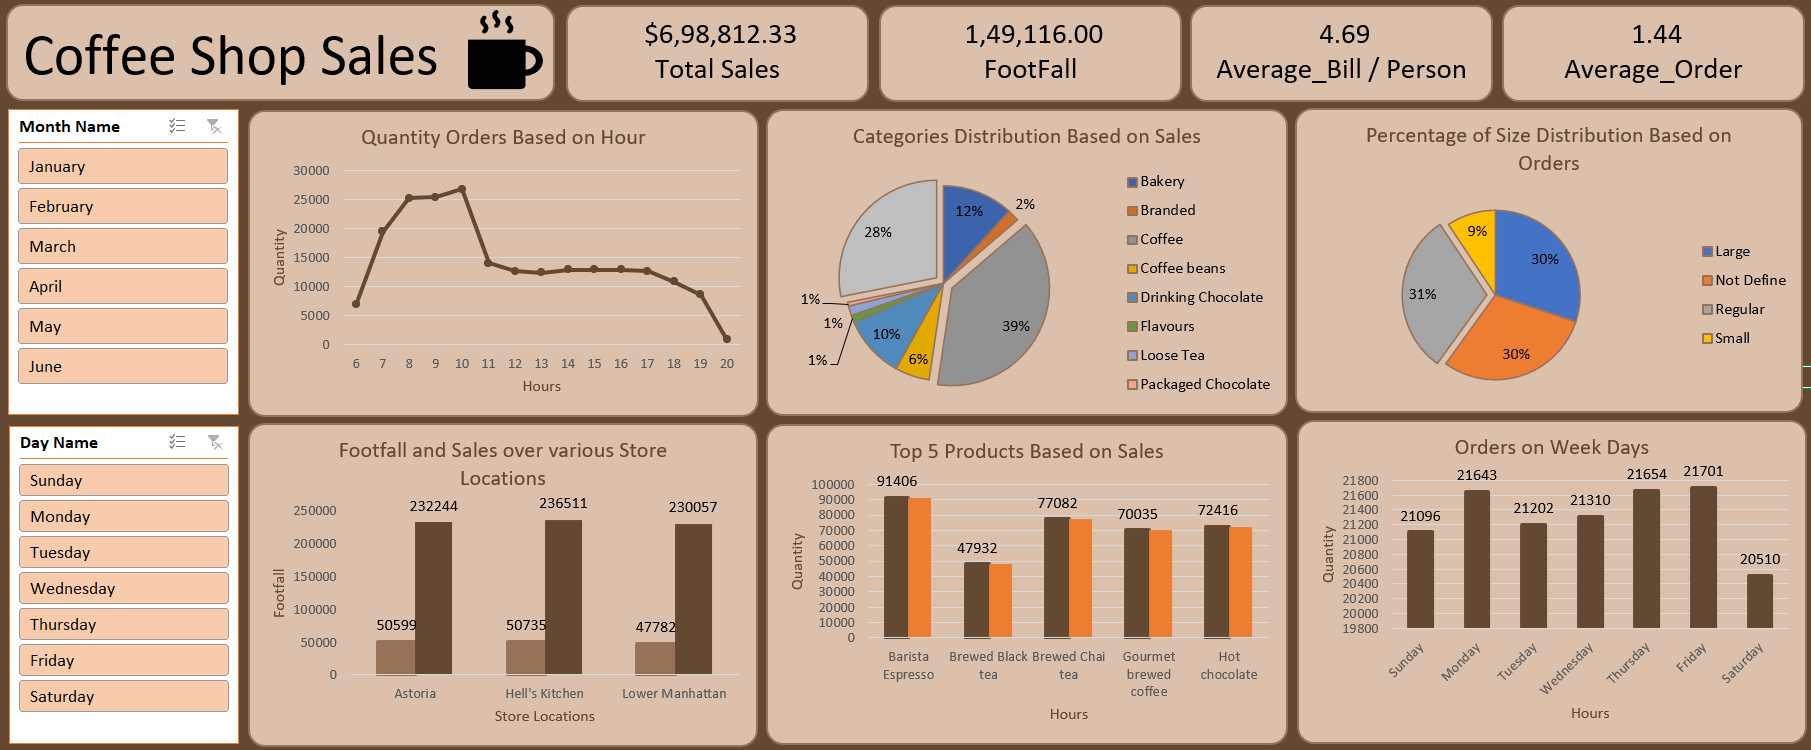 Coffee Shop Sales
$6,98,812.33
Total Sales
1,49,116.00
FootFall
4.69
Average_Bill / Person
1.44
Average_Order
Month Name
January
February
March
April
May
June
Quantity Orders Based on Hour
30000
25000
20000
15000
10000
5000
0
Quantity
6 7 8 9 10 11 12 13 14 15 16 17 18 19 20
Hours
Categories Distribution Based on Sales
12%
2%
39%
6%
10%
1%
1%
1%
28%
Bakery
Branded
Coffee
Coffee beans
Drinking Chocolate
Flavours
Loose Tea
Packaged Chocolate
Percentage of Size Distribution Based on
Orders
30%
30%
31%
9%
Large
Not Define
Regular
Small
Day Name
Sunday
Monday
Tuesday
Wednesday
Thursday
Friday
Saturday
Footfall and Sales over various Store
Locations
250000
200000
150000
100000
50000
0
Footfall
50599
232244
50735
236511
47782
230057
Astoria
Hell's Kitchen
Lower Manhattan
Store Locations
Top 5 Products Based on Sales
100000
90000
80000
70000
60000
50000
40000
30000
20000
10000
0
Quantity
91406
47932
77082
70035
72416
Barista
Espresso
Brewed Black
tea
Brewed Chai
tea
Gourmet
brewed
coffee
Hot
chocolate
Hours
Orders on Week Days
21800
21600
21400
21200
21000
20800
20600
20400
20200
20000
19800
Quantity
21096
21643
21202
21310
21654
21701
20510
Sunday
Monday
Tuesday
Wednesday
Thursday
Friday
Saturday
Hours